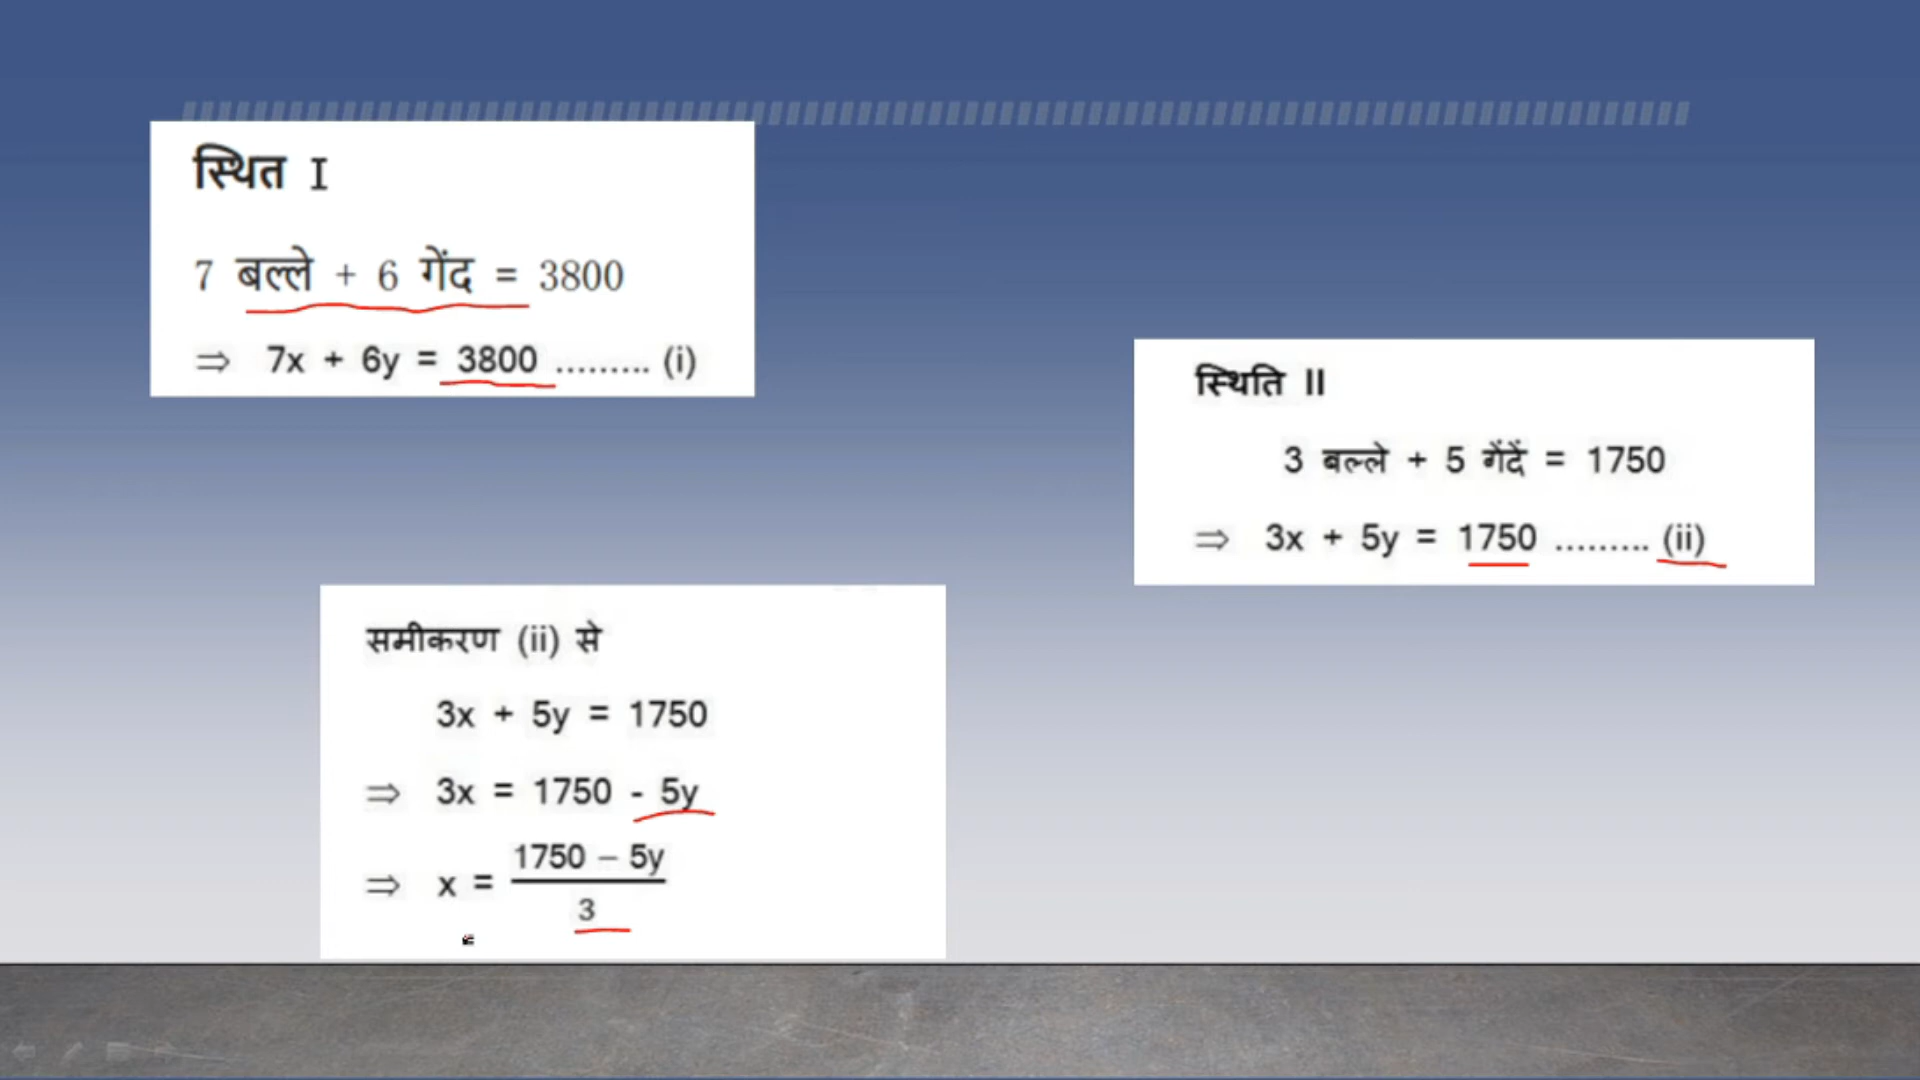 स्थित I
7 बल्ले + 6 गेंद = 3800
⇒ 7x + 6y = 3800 ......... (i)
स्थिति II
3 बल्ले + 5 गेंदें = 1750
⇒ 3x + 5y = 1750 ......... (ii)
समीकरण (ii) से
3x + 5y = 1750
⇒ 3x = 1750 - 5y
⇒ x = \frac{1750 – 5y}{3}